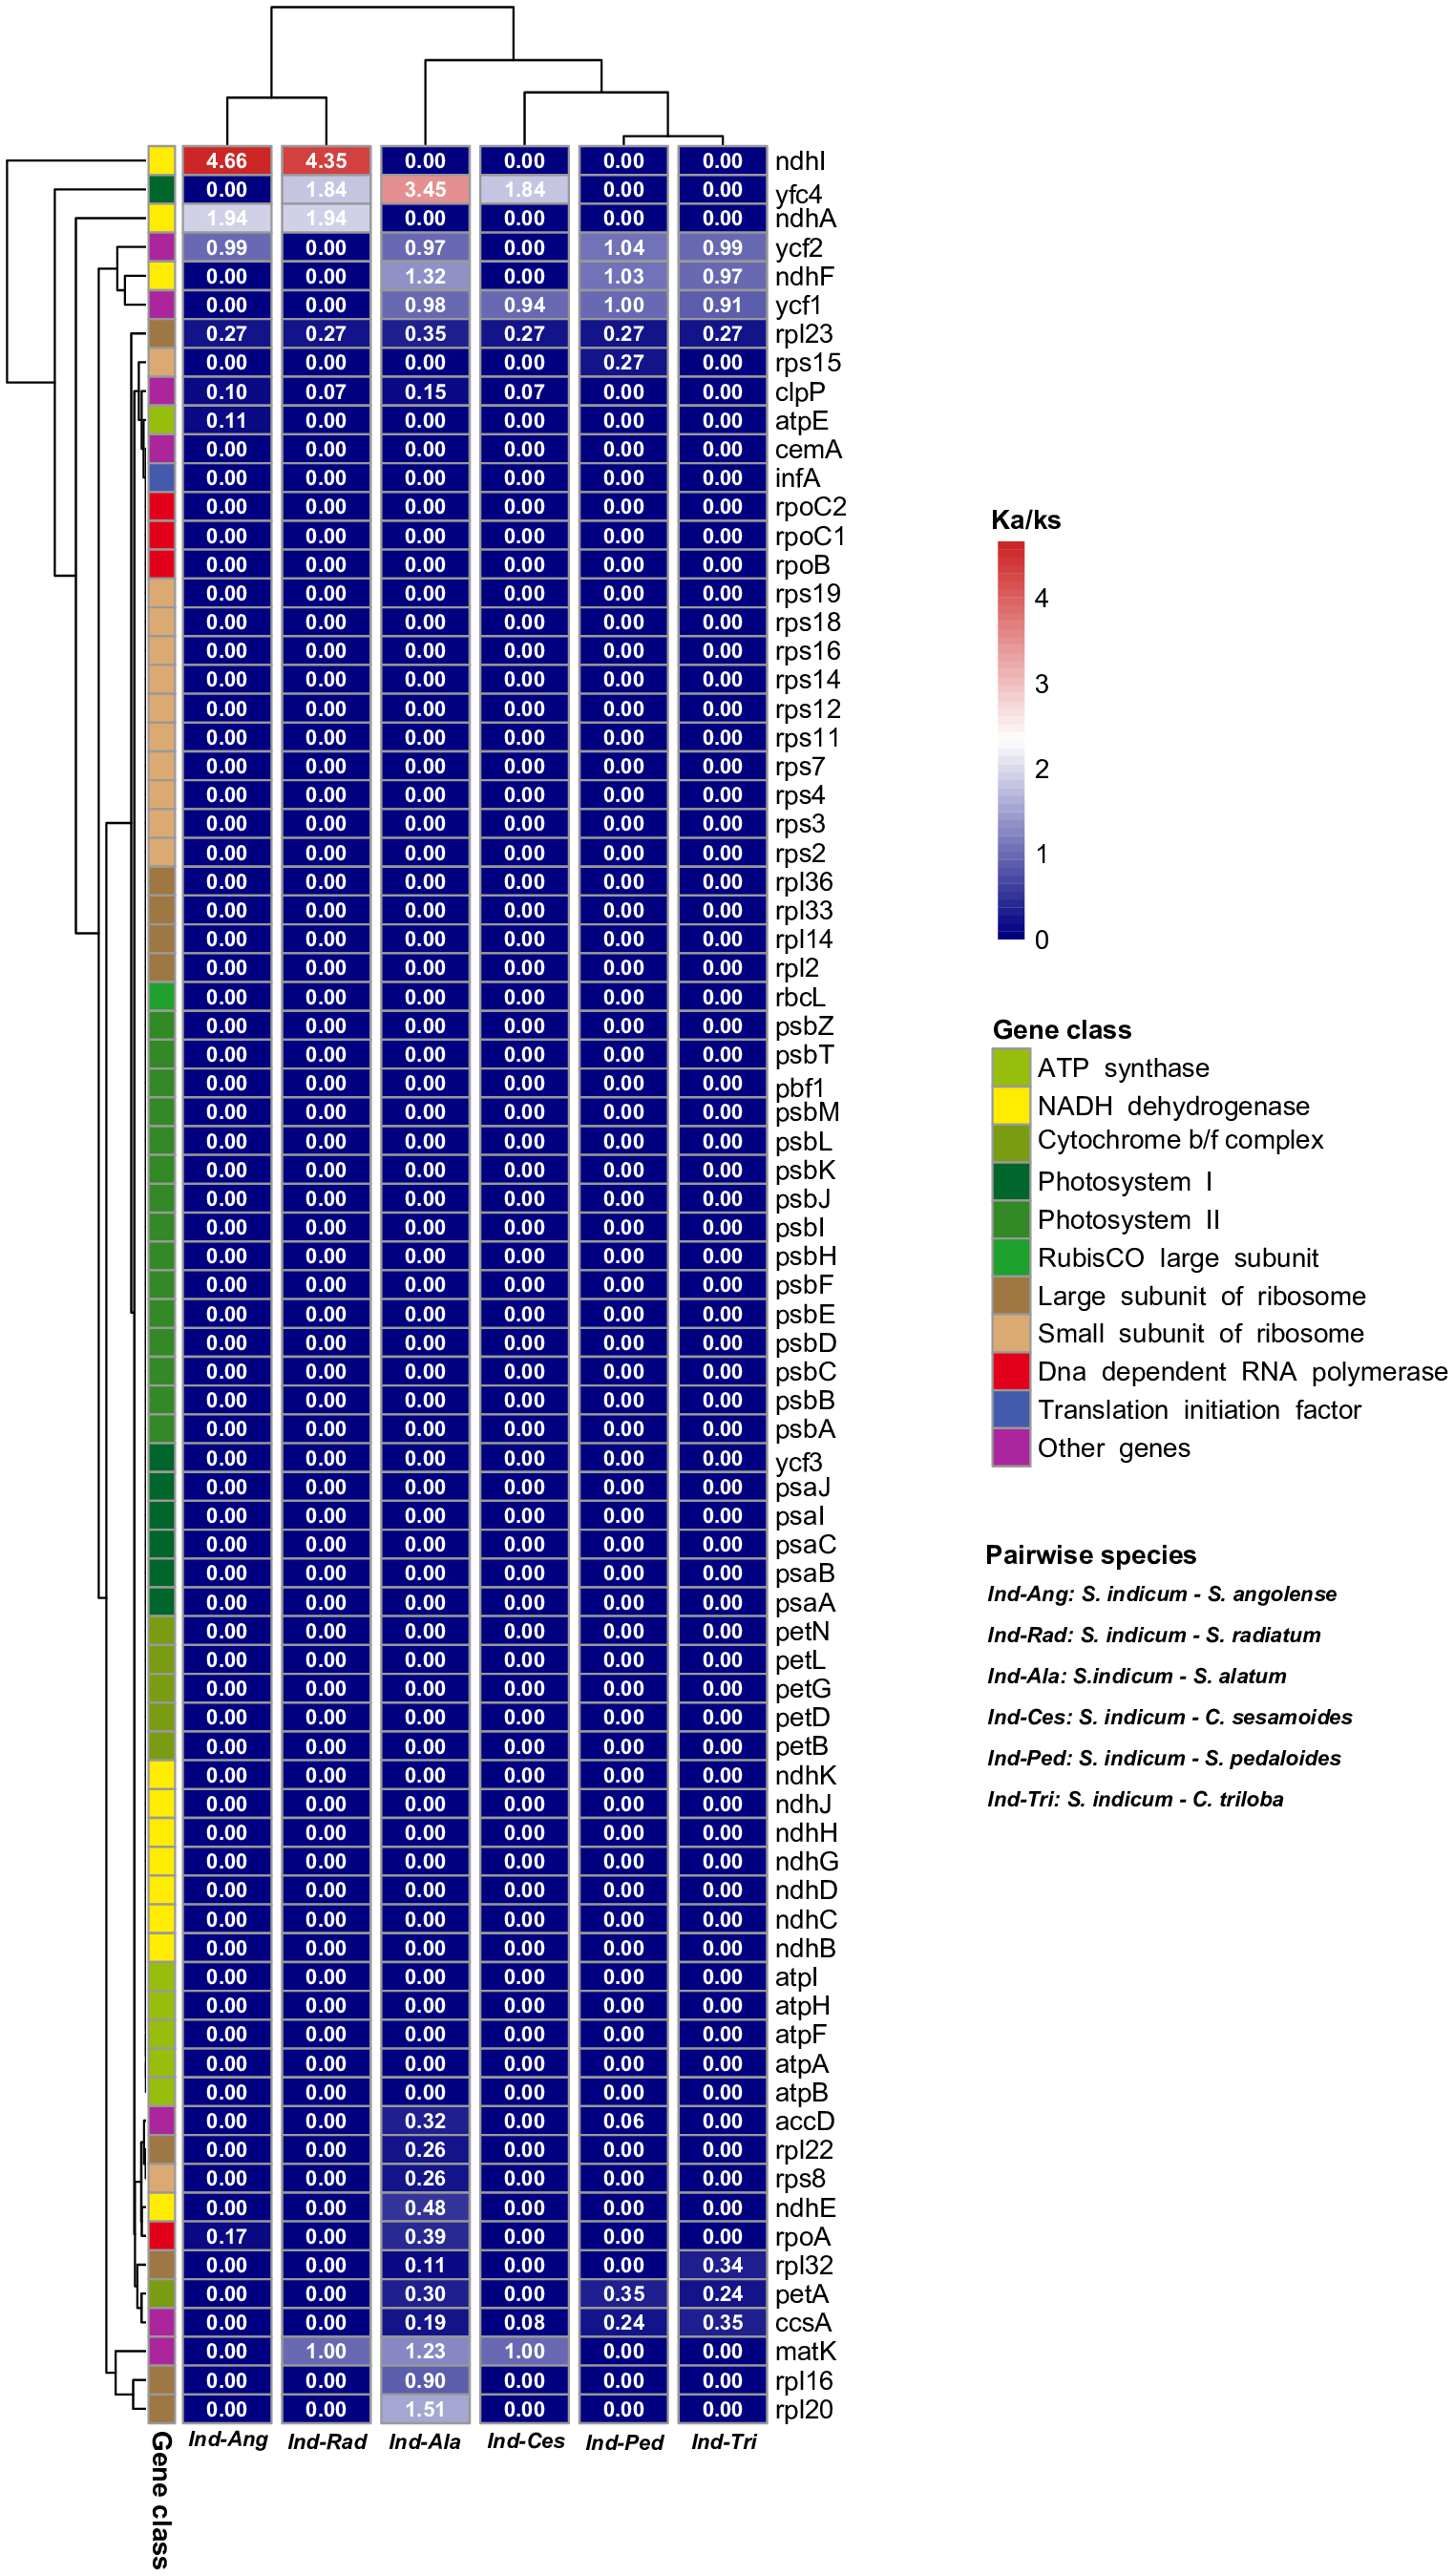 4.66 4.35 0.00 0.00 0.00 0.00 ndhI
0.00 1.84 3.45 1.84 0.00 0.00 yfc4
1.94 1.94 0.00 0.00 0.00 0.00 ndhA
0.99 0.00 0.97 0.00 1.04 0.99 ycf2
0.00 0.00 1.32 0.00 1.03 0.97 ndhF
0.00 0.00 0.98 0.94 1.00 0.91 ycf1
0.27 0.27 0.35 0.27 0.27 0.27 rpl23
0.00 0.00 0.00 0.00 0.27 0.00 rps15
0.10 0.07 0.15 0.07 0.00 0.00 clpP
0.11 0.00 0.00 0.00 0.00 0.00 atpE
0.00 0.00 0.00 0.00 0.00 0.00 cemA
0.00 0.00 0.00 0.00 0.00 0.00 infA
0.00 0.00 0.00 0.00 0.00 0.00 rpoC2
0.00 0.00 0.00 0.00 0.00 0.00 rpoC1
0.00 0.00 0.00 0.00 0.00 0.00 rpoB
0.00 0.00 0.00 0.00 0.00 0.00 rps19
0.00 0.00 0.00 0.00 0.00 0.00 rps18
0.00 0.00 0.00 0.00 0.00 0.00 rps16
0.00 0.00 0.00 0.00 0.00 0.00 rps14
0.00 0.00 0.00 0.00 0.00 0.00 rps12
0.00 0.00 0.00 0.00 0.00 0.00 rps11
0.00 0.00 0.00 0.00 0.00 0.00 rps7
0.00 0.00 0.00 0.00 0.00 0.00 rps4
0.00 0.00 0.00 0.00 0.00 0.00 rps3
0.00 0.00 0.00 0.00 0.00 0.00 rps2
0.00 0.00 0.00 0.00 0.00 0.00 rpl36
0.00 0.00 0.00 0.00 0.00 0.00 rpl33
0.00 0.00 0.00 0.00 0.00 0.00 rpl14
0.00 0.00 0.00 0.00 0.00 0.00 rpl2
0.00 0.00 0.00 0.00 0.00 0.00 rbcL
0.00 0.00 0.00 0.00 0.00 0.00 psbZ
0.00 0.00 0.00 0.00 0.00 0.00 psbT
0.00 0.00 0.00 0.00 0.00 0.00 pbf1
0.00 0.00 0.00 0.00 0.00 0.00 psbM
0.00 0.00 0.00 0.00 0.00 0.00 psbL
0.00 0.00 0.00 0.00 0.00 0.00 psbK
0.00 0.00 0.00 0.00 0.00 0.00 psbJ
0.00 0.00 0.00 0.00 0.00 0.00 psbI
0.00 0.00 0.00 0.00 0.00 0.00 psbH
0.00 0.00 0.00 0.00 0.00 0.00 psbF
0.00 0.00 0.00 0.00 0.00 0.00 psbE
0.00 0.00 0.00 0.00 0.00 0.00 psbD
0.00 0.00 0.00 0.00 0.00 0.00 psbC
0.00 0.00 0.00 0.00 0.00 0.00 psbB
0.00 0.00 0.00 0.00 0.00 0.00 psbA
0.00 0.00 0.00 0.00 0.00 0.00 ycf3
0.00 0.00 0.00 0.00 0.00 0.00 psaJ
0.00 0.00 0.00 0.00 0.00 0.00 psaI
0.00 0.00 0.00 0.00 0.00 0.00 psaC
0.00 0.00 0.00 0.00 0.00 0.00 psaB
0.00 0.00 0.00 0.00 0.00 0.00 psaA
0.00 0.00 0.00 0.00 0.00 0.00 petN
0.00 0.00 0.00 0.00 0.00 0.00 petL
0.00 0.00 0.00 0.00 0.00 0.00 petG
0.00 0.00 0.00 0.00 0.00 0.00 petD
0.00 0.00 0.00 0.00 0.00 0.00 petB
0.00 0.00 0.00 0.00 0.00 0.00 ndhK
0.00 0.00 0.00 0.00 0.00 0.00 ndhJ
0.00 0.00 0.00 0.00 0.00 0.00 ndhH
0.00 0.00 0.00 0.00 0.00 0.00 ndhG
0.00 0.00 0.00 0.00 0.00 0.00 ndhD
0.00 0.00 0.00 0.00 0.00 0.00 ndhC
0.00 0.00 0.00 0.00 0.00 0.00 ndhB
0.00 0.00 0.00 0.00 0.00 0.00 atpI
0.00 0.00 0.00 0.00 0.00 0.00 atpH
0.00 0.00 0.00 0.00 0.00 0.00 atpF
0.00 0.00 0.00 0.00 0.00 0.00 atpA
0.00 0.00 0.00 0.00 0.00 0.00 atpB
0.00 0.00 0.32 0.00 0.06 0.00 accD
0.00 0.00 0.26 0.00 0.00 0.00 rpl22
0.00 0.00 0.26 0.00 0.00 0.00 rps8
0.00 0.00 0.48 0.00 0.00 0.00 ndhE
0.17 0.00 0.39 0.00 0.00 0.00 rpoA
0.00 0.00 0.11 0.00 0.00 0.34 rpl32
0.00 0.00 0.30 0.00 0.35 0.24 petA
0.00 0.00 0.19 0.08 0.24 0.35 ccsA
0.00 1.00 1.23 1.00 0.00 0.00 matK
0.00 0.00 0.90 0.00 0.00 0.00 rpl16
0.00 0.00 1.51 0.00 0.00 0.00 rpl20
Gene class
Ind-Ang Ind-Rad Ind-Ala Ind-Ces Ind-Ped Ind-Tri
Ka/ks
4
3
2
1
0
Gene class
ATP synthase
NADH dehydrogenase
Cytochrome b/f complex
Photosystem I
Photosystem II
RubisCO large subunit
Large subunit of ribosome
Small subunit of ribosome
Dna dependent RNA polymerase
Translation initiation factor
Other genes
Pairwise species
Ind-Ang: S. indicum - S. angolense
Ind-Rad: S. indicum - S. radiatum
Ind-Ala: S.indicum - S. alatum
Ind-Ces: S. indicum - C. sesamoides
Ind-Ped: S. indicum - S. pedaloides
Ind-Tri: S. indicum - C. triloba